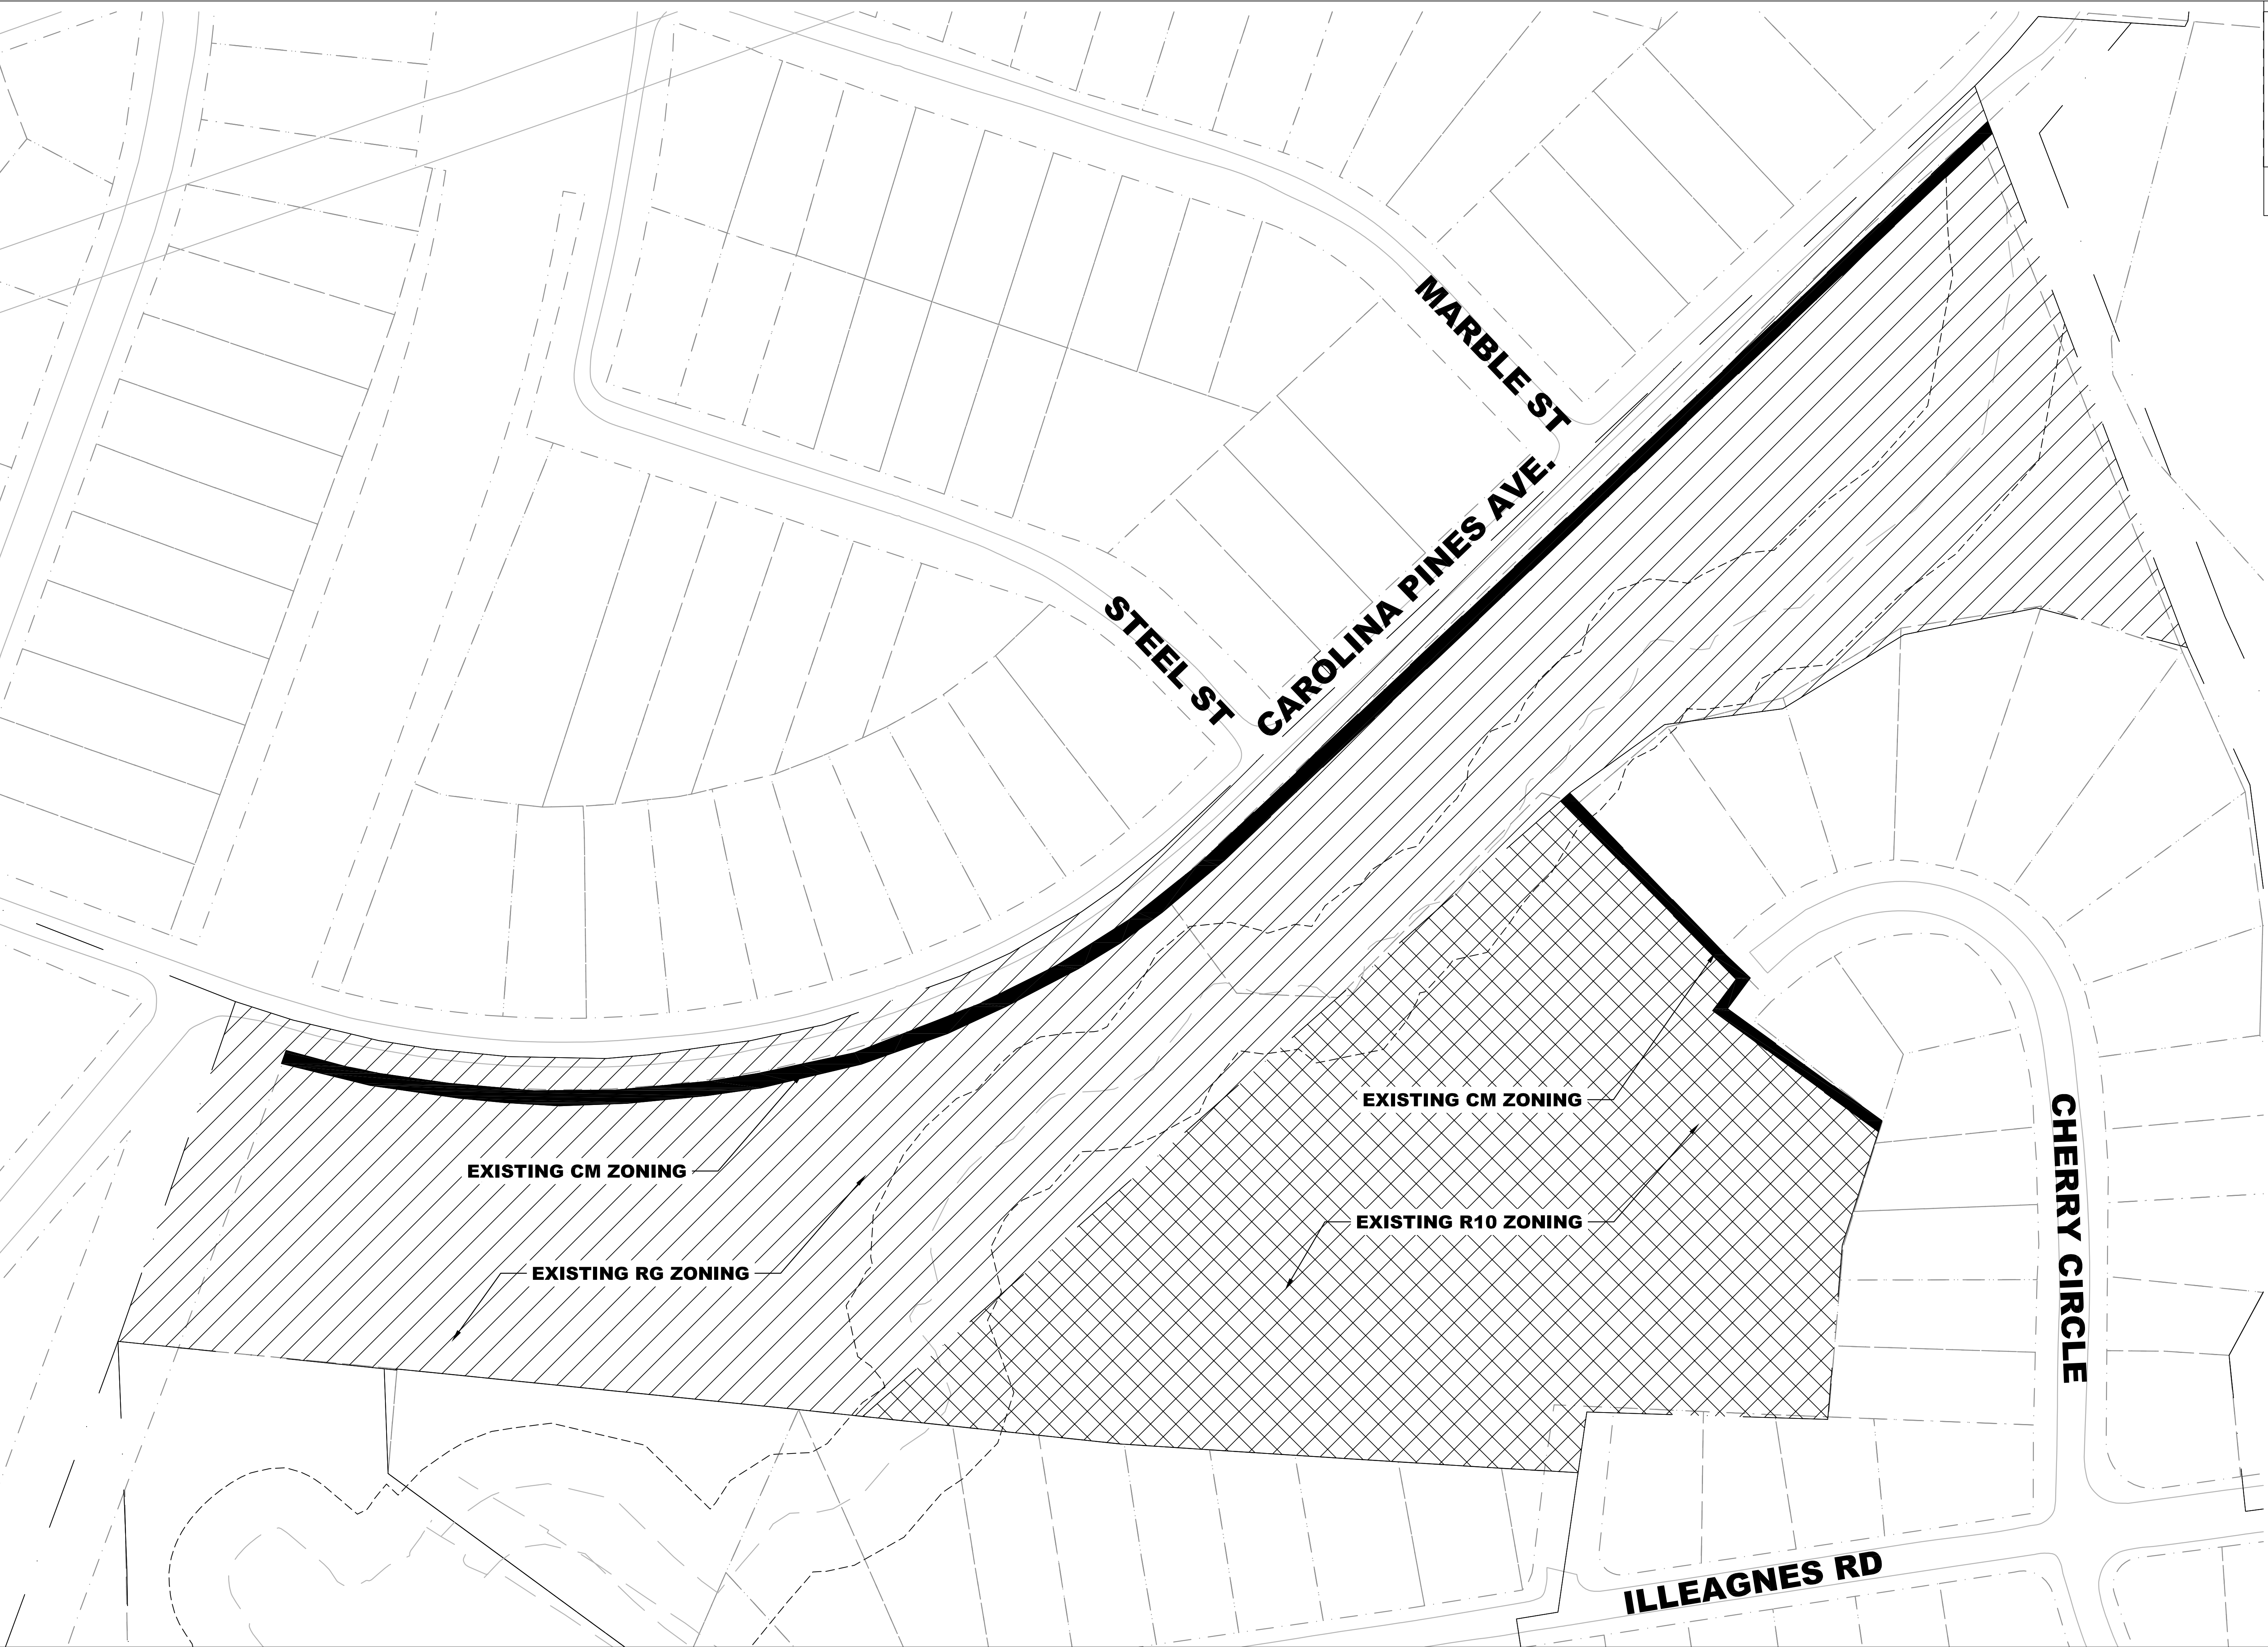 MARBLE ST
CAROLINA PINES AVE.
STEEL ST
EXISTING CM ZONING
CHERRY CIRCLE
EXISTING CM ZONING
EXISTING R10 ZONING
EXISTING RG ZONING
ILLEAGNES RD